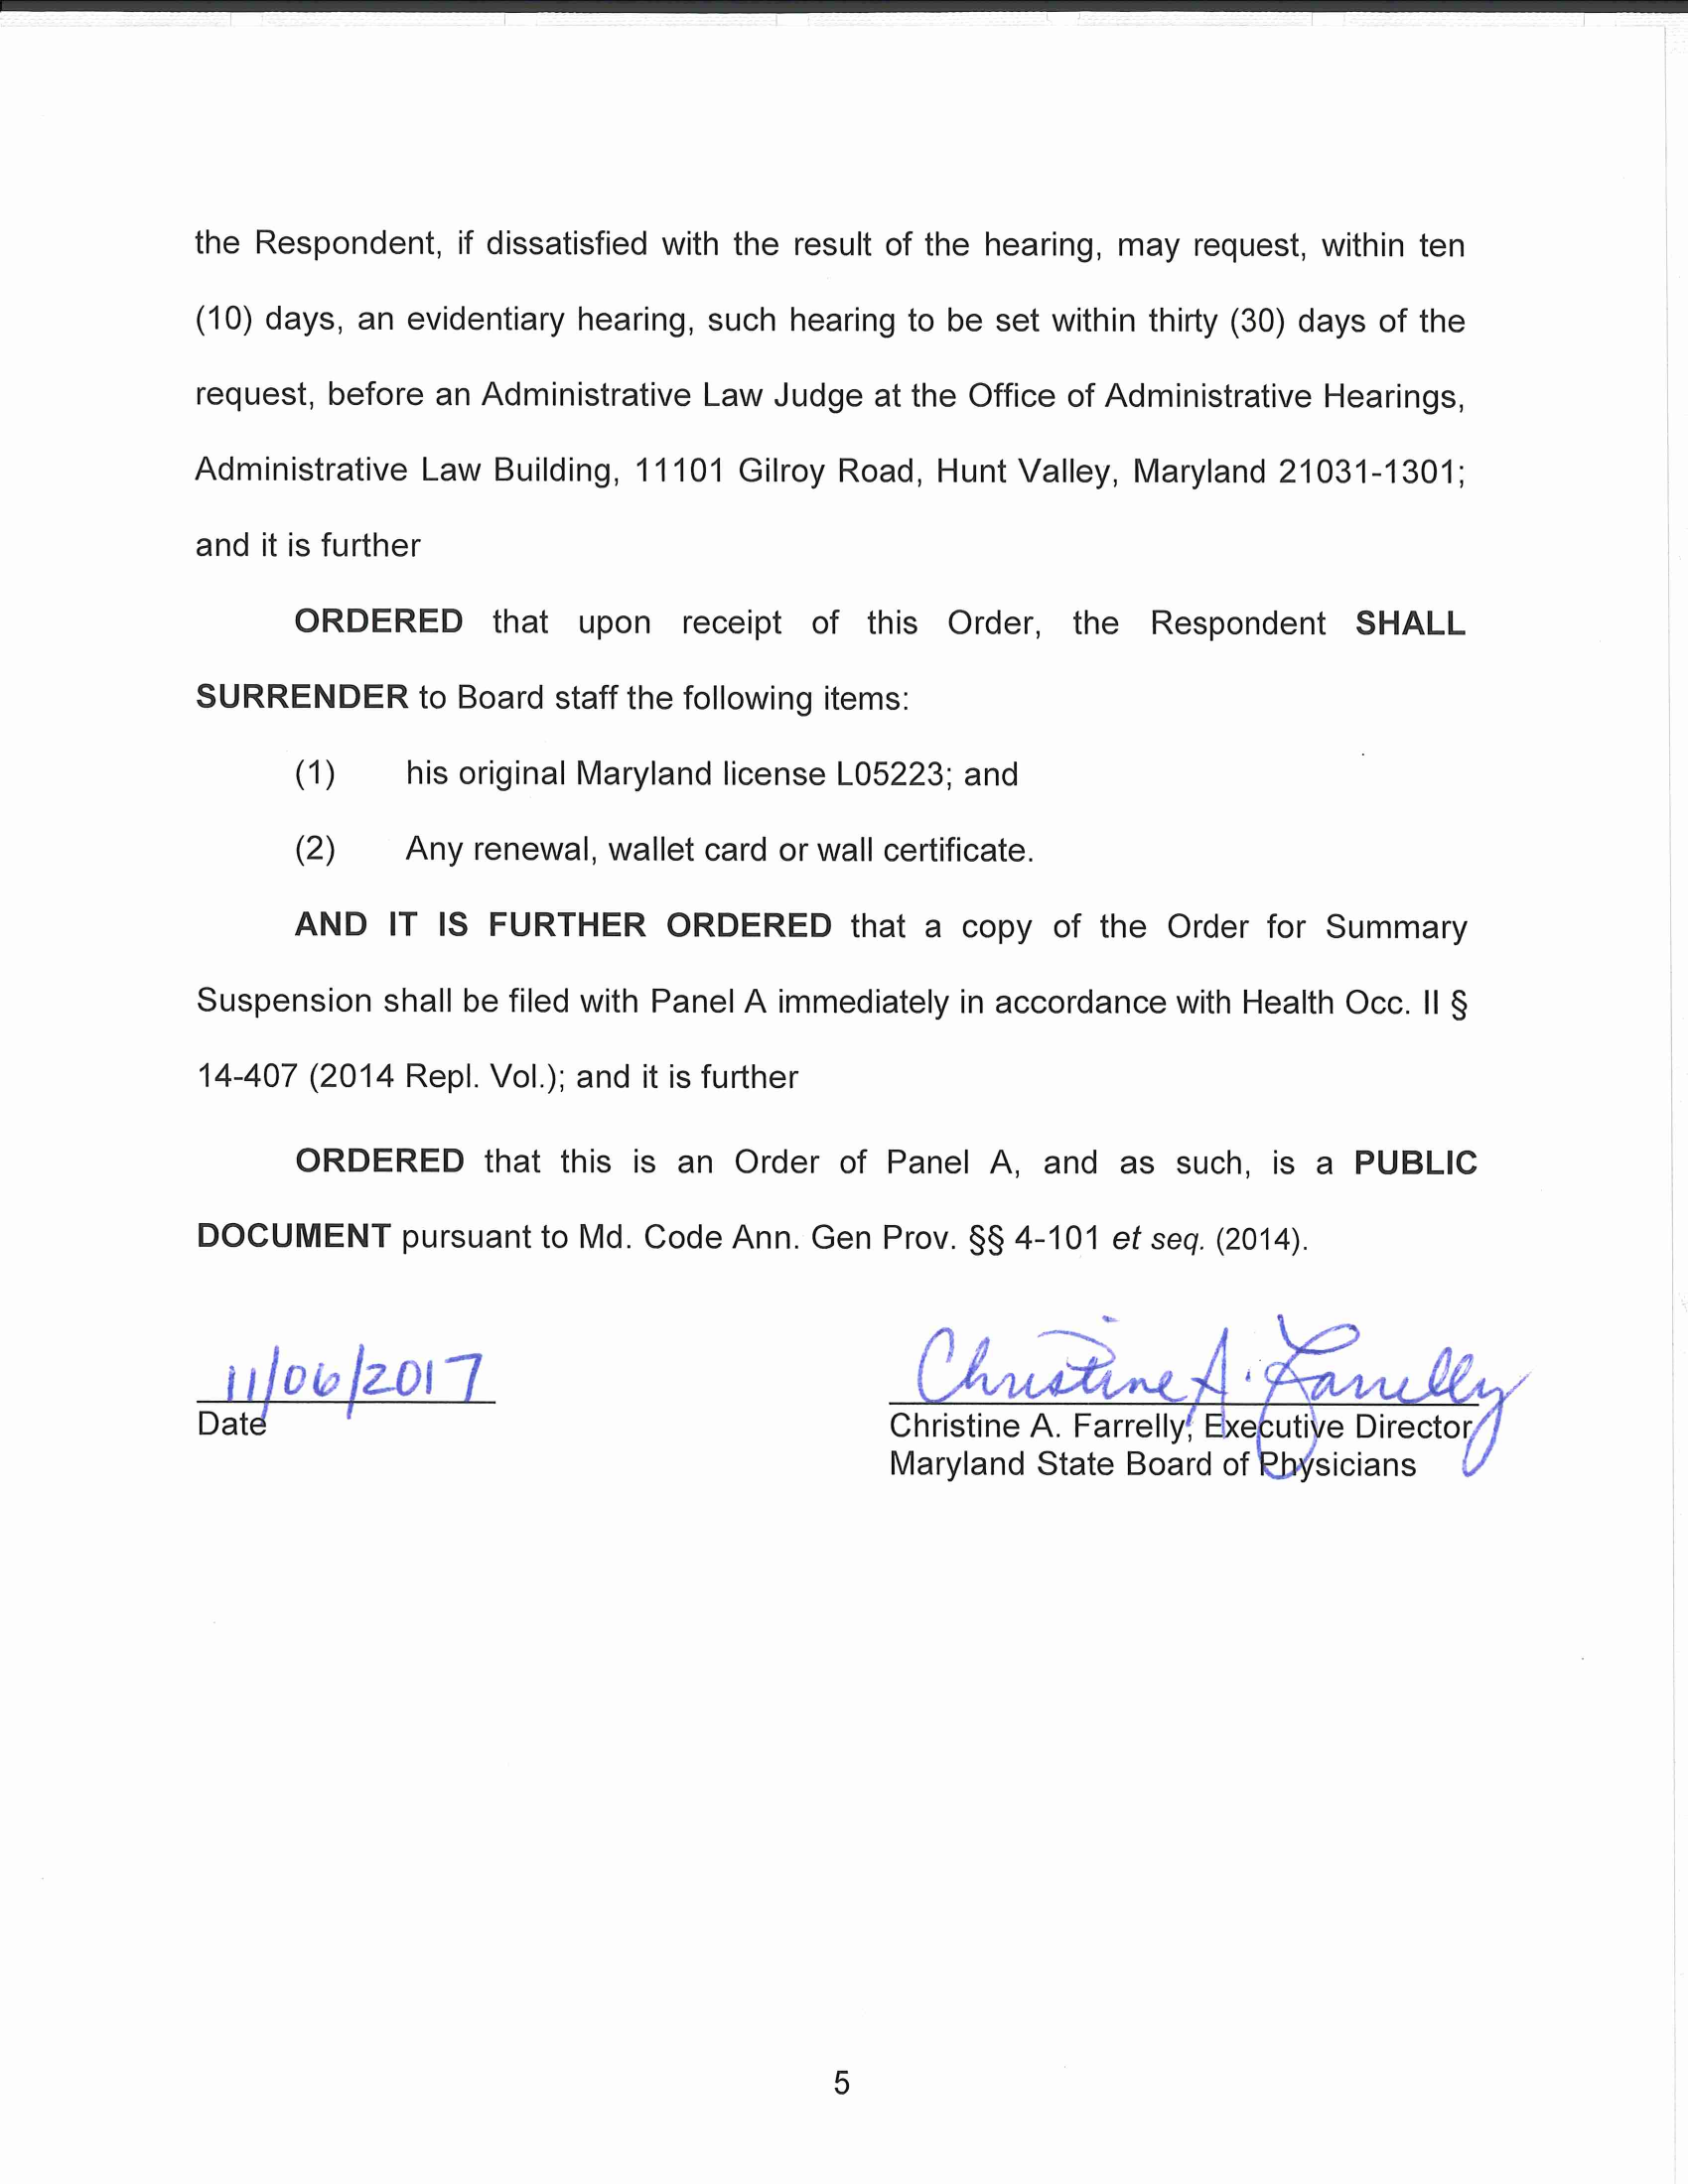 the Respondent, if dissatisfied with the result of the hearing, may request, within ten
(10) days, an evidentiary hearing, such hearing to be set within thirty (30) days of the
request, before an Administrative Law Judge at the Office of Administrative Hearings,
Administrative Law Building, 11101 Gilroy Road, Hunt Valley, Maryland 21031-1301;
and it is further
ORDERED that upon receipt of this Order, the Respondent SHALL
SURRENDER to Board staff the following items:
(1) his original Maryland license L05223; and
(2) Any renewal, wallet card or wall certificate.
AND IT IS FURTHER ORDERED that a copy of the Order for Summary
Suspension shall be filed with Panel A immediately in accordance with Health Occ. II §
14-407 (2014 Repl. Vol.); and it is further
ORDERED that this is an Order of Panel A, and as such, is a PUBLIC
DOCUMENT pursuant to Md. Code Ann. Gen Prov. §§ 4-101 et seq. (2014).
11/06/2017
Date
Christine A. Farrelly
Christine A. Farrelly, Executive Director
Maryland State Board of Physicians
5